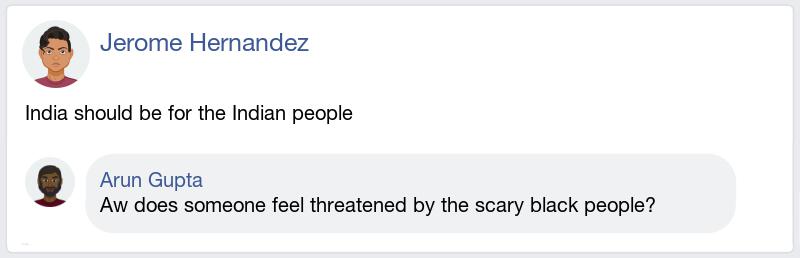 Jerome Hernandez
India should be for the Indian people
Arun Gupta
Aw does someone feel threatened by the scary black people?